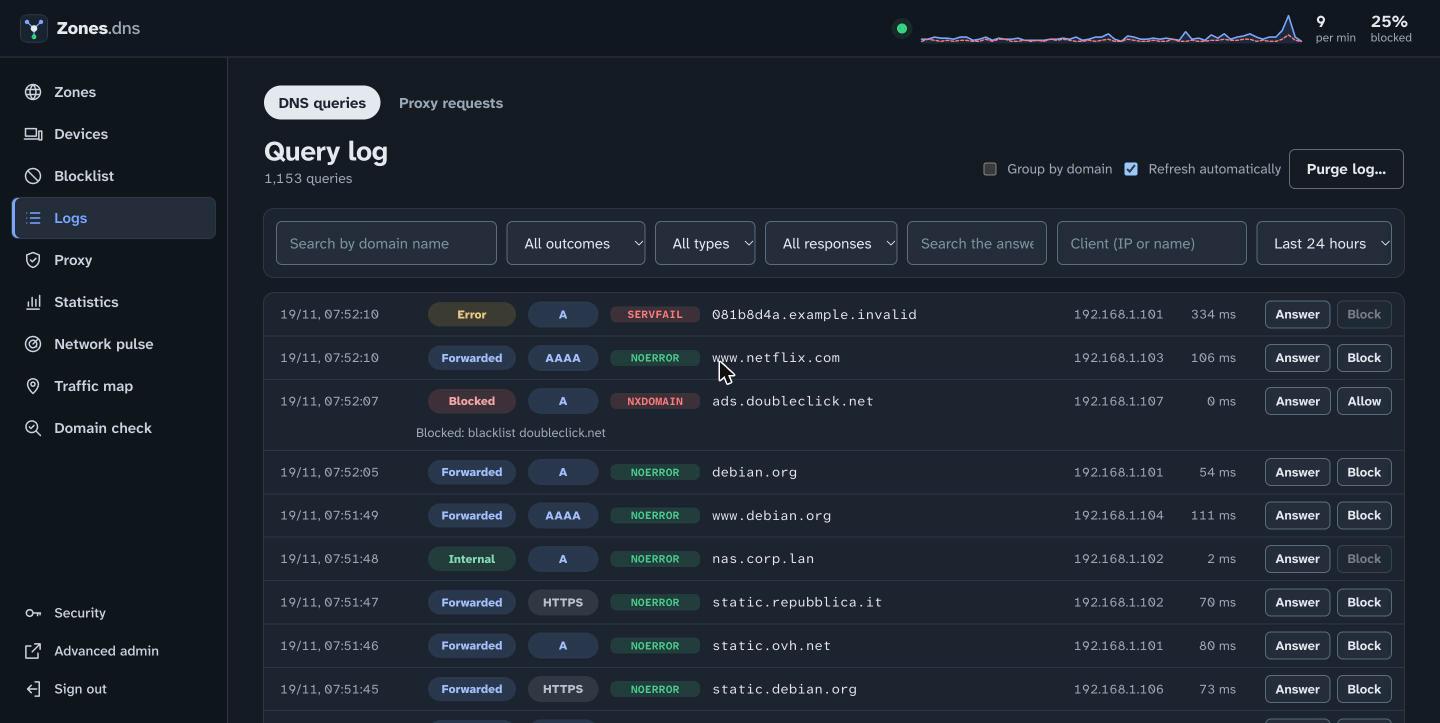 Zones.dns
9 25%
per min blocked
Zones
Devices
Blocklist
Logs
Proxy
Statistics
Network pulse
Traffic map
Domain check
Security
Advanced admin
Sign out
DNS queries Proxy requests
Query log
1,153 queries
Group by domain Refresh automatically Purge log...
Search by domain name All outcomes All types All responses Search the answe Client (IP or name) Last 24 hours
19/11, 07:52:10 Error A SERVFAIL 081b8d4a.example.invalid 192.168.1.101 334 ms Answer Block
19/11, 07:52:10 Forwarded AAAA NOERROR www.netflix.com 192.168.1.103 106 ms Answer Block
19/11, 07:52:07 Blocked A NXDOMAIN ads.doubleclick.net 192.168.1.107 0 ms Answer Allow
Blocked: blacklist doubleclick.net
19/11, 07:52:05 Forwarded A NOERROR debian.org 192.168.1.101 54 ms Answer Block
19/11, 07:51:49 Forwarded AAAA NOERROR www.debian.org 192.168.1.104 111 ms Answer Block
19/11, 07:51:48 Internal A NOERROR nas.corp.lan 192.168.1.102 2 ms Answer Block
19/11, 07:51:47 Forwarded HTTPS NOERROR static.repubblica.it 192.168.1.102 70 ms Answer Block
19/11, 07:51:46 Forwarded A NOERROR static.ovh.net 192.168.1.101 80 ms Answer Block
19/11, 07:51:45 Forwarded HTTPS NOERROR static.debian.org 192.168.1.106 73 ms Answer Block